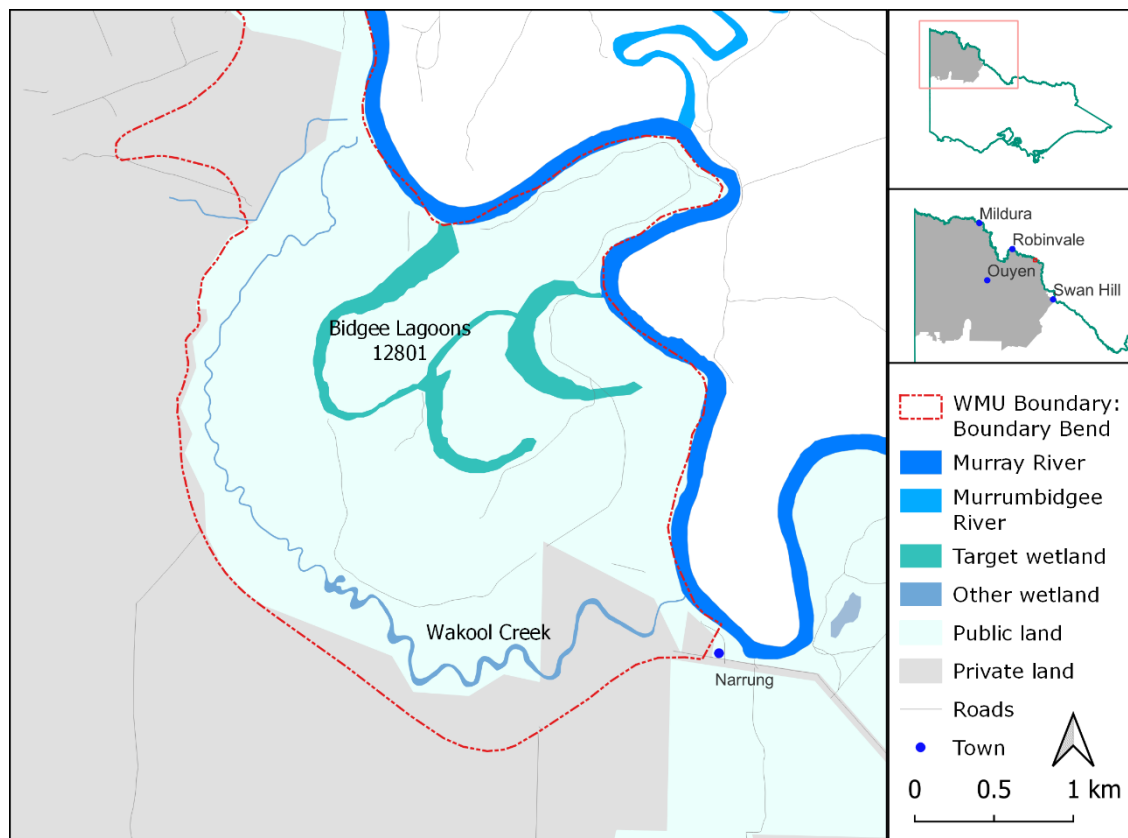 Bidgee Lagoons
12801
Wakool Creek
Narrung
Mildura
Robinvale
Ouyen
Swan Hill
WMU Boundary:
Boundary Bend
Murray River
Murrumbidgee
River
Target wetland
Other wetland
Public land
Private land
Roads
Town
0 0.5 1 km